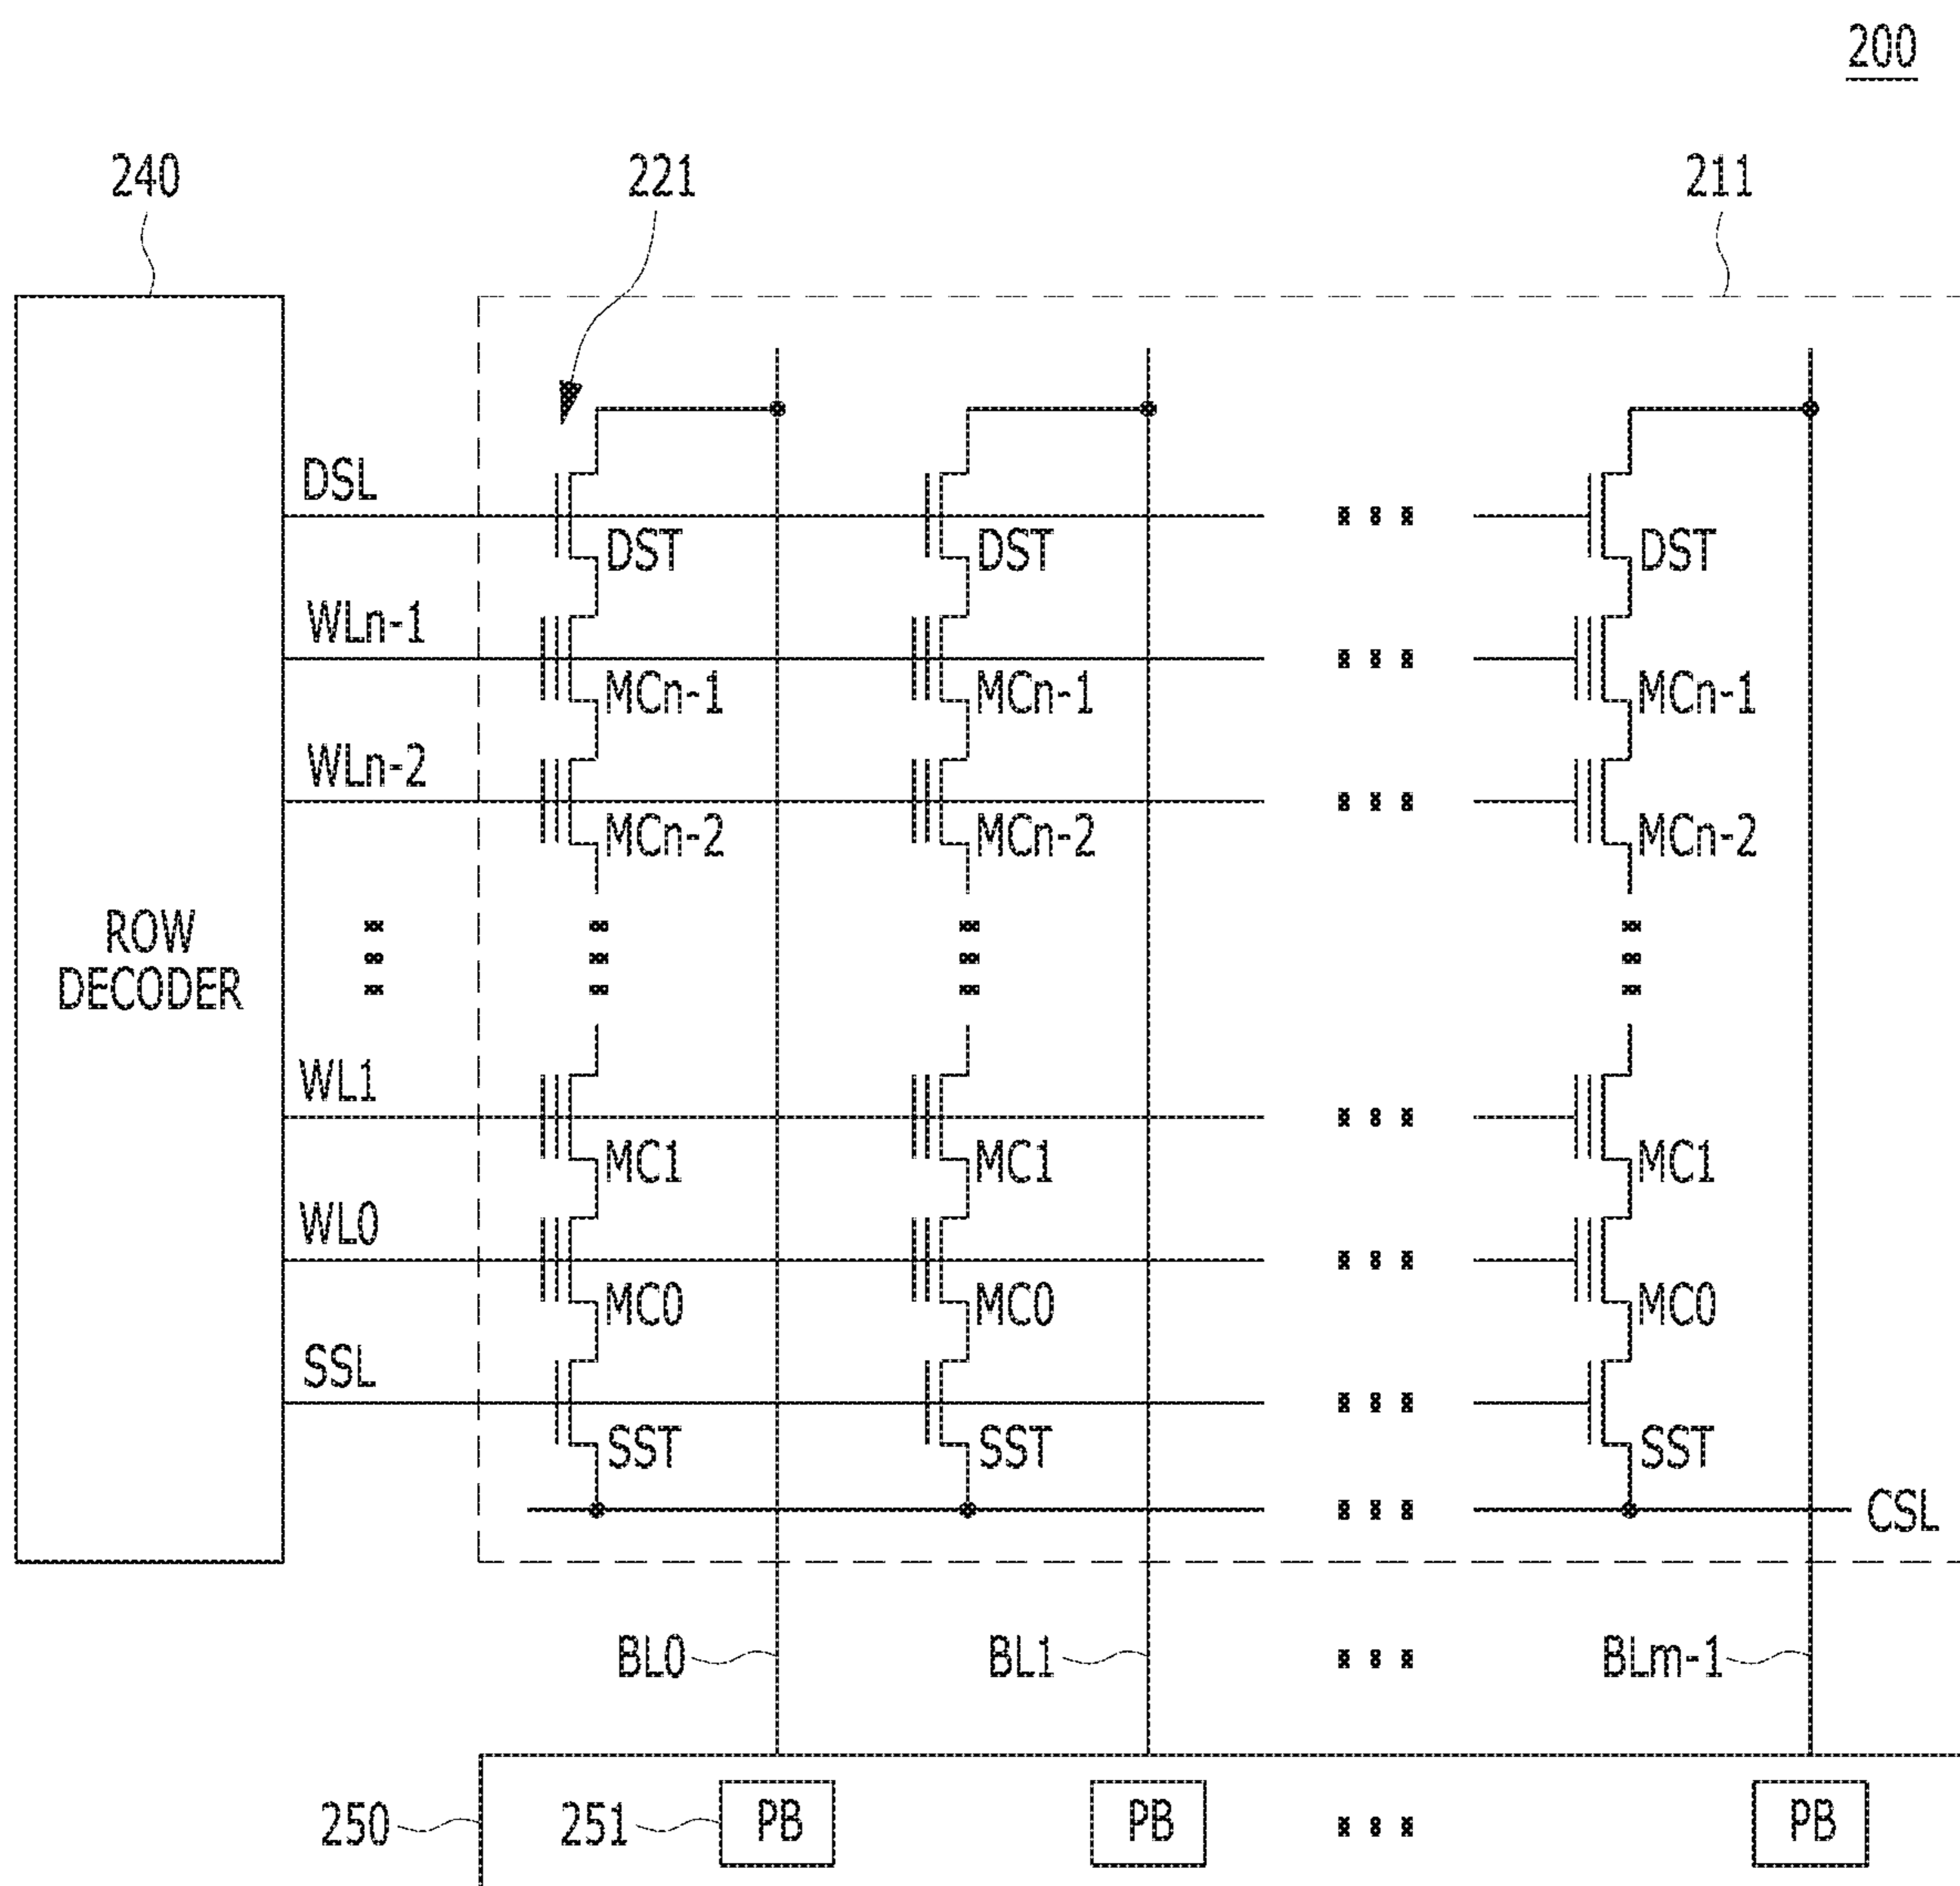 200
240
221
211
DSL
DST DST DST
WLn-1
MCn-1 MCn-1 MCn-1
WLn-2
MCn-2 MCn-2 MCn-2
ROW
DECODER
WL1
MC1 MC1 MC1
WL0
MC0 MC0 MC0
SSL
SST SST SST
CSL
BL0 BL1 BLm-1
250 251 PB PB PB